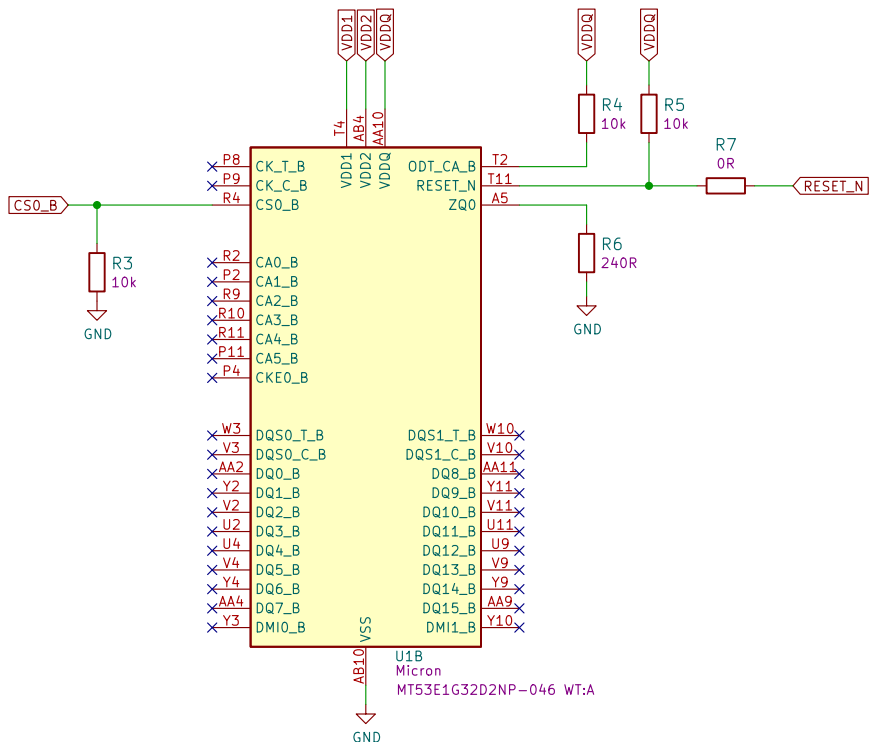 VDD1 VDD2 VDDQ VDDQ VDDQ
T4 AB4 AA10
R4 10k
R5 10k
R7
0R
P8 CK_T_B
P9 CK_C_B
CS0_B R4 CS0_B
VDD1 VDD2 VDDQ
ODT_CA_B T2
RESET_N T11
RESET_N
ZQ0 A5
R3
10k
GND
R6
240R
GND
R2 CA0_B
P2 CA1_B
R9 CA2_B
R10 CA3_B
R11 CA4_B
P11 CA5_B
P4 CKE0_B
W3 DQS0_T_B DQS1_T_B W10
V3 DQS0_C_B DQS1_C_B V10
AA2 DQ0_B DQ8_B AA11
Y2 DQ1_B DQ9_B Y11
V2 DQ2_B DQ10_B V11
U2 DQ3_B DQ11_B U11
U4 DQ4_B DQ12_B U9
V4 DQ5_B DQ13_B V9
Y4 DQ6_B DQ14_B Y9
AA4 DQ7_B DQ15_B AA9
Y3 DMI0_B DMI1_B Y10
VSS
AB10
U1B
Micron
MT53E1G32D2NP-046 WT:A
GND